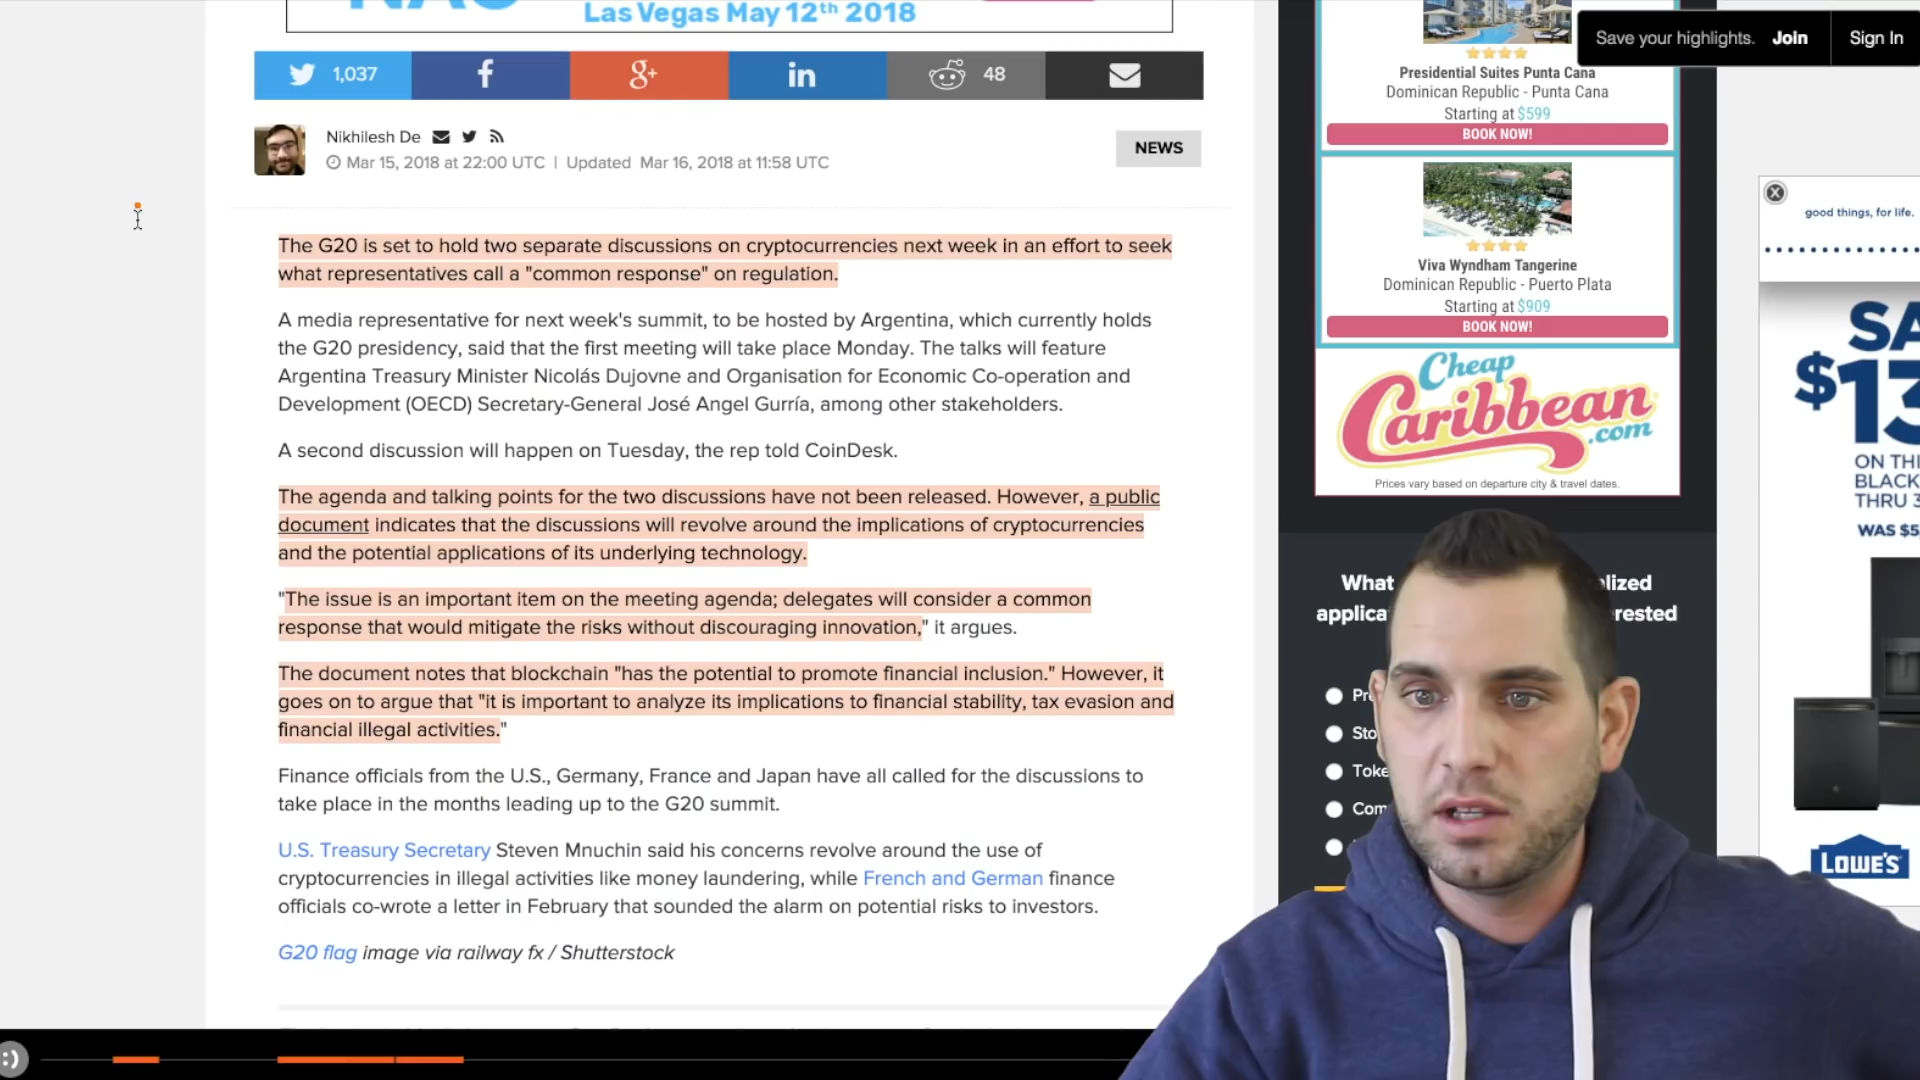 Las Vegas May 12th 2018
Save your highlights. Join Sign In
1,037
48
Nikhilesh De
Mar 15, 2018 at 22:00 UTC | Updated Mar 16, 2018 at 11:58 UTC
NEWS
The G20 is set to hold two separate discussions on cryptocurrencies next week in an effort to seek
what representatives call a "common response" on regulation.
A media representative for next week's summit, to be hosted by Argentina, which currently holds
the G20 presidency, said that the first meeting will take place Monday. The talks will feature
Argentina Treasury Minister Nicolás Dujovne and Organisation for Economic Co-operation and
Development (OECD) Secretary-General José Angel Gurría, among other stakeholders.
A second discussion will happen on Tuesday, the rep told CoinDesk.
The agenda and talking points for the two discussions have not been released. However, a public
document indicates that the discussions will revolve around the implications of cryptocurrencies
and the potential applications of its underlying technology.
"The issue is an important item on the meeting agenda; delegates will consider a common
response that would mitigate the risks without discouraging innovation," it argues.
The document notes that blockchain "has the potential to promote financial inclusion." However, it
goes on to argue that "it is important to analyze its implications to financial stability, tax evasion and
financial illegal activities."
Finance officials from the U.S., Germany, France and Japan have all called for the discussions to
take place in the months leading up to the G20 summit.
U.S. Treasury Secretary Steven Mnuchin said his concerns revolve around the use of
cryptocurrencies in illegal activities like money laundering, while French and German finance
officials co-wrote a letter in February that sounded the alarm on potential risks to investors.
G20 flag image via railway fx / Shutterstock
Presidential Suites Punta Cana
Dominican Republic - Punta Cana
Starting at $599
BOOK NOW!
Viva Wyndham Tangerine
Dominican Republic - Puerto Plata
Starting at $909
BOOK NOW!
Cheap
Caribbean
.com
Prices vary based on departure city & travel dates.
What
good things, for life.
SA
$13
ON THI
BLACK
THRU 3
WAS $5
LOWE'S